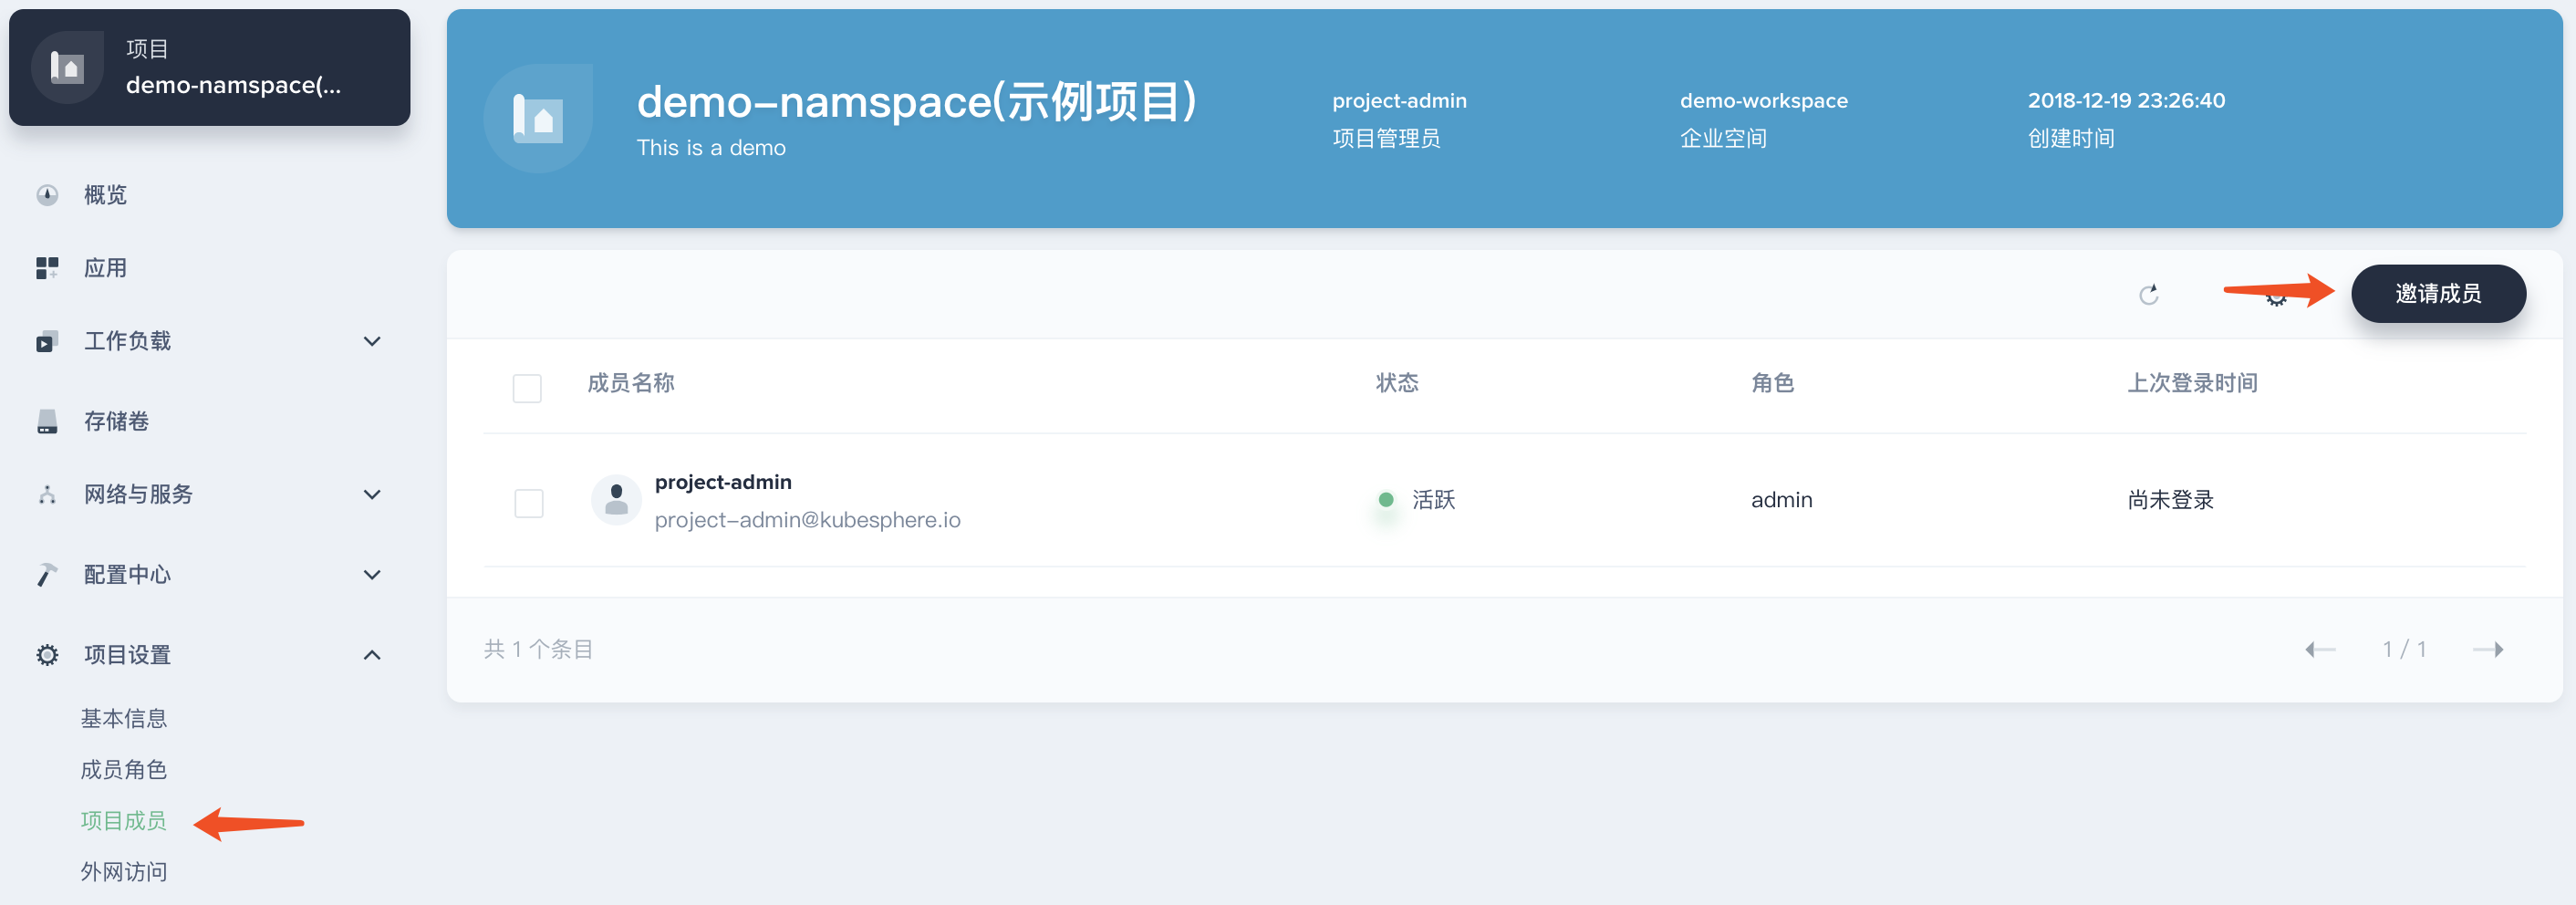 项目
demo-namspace(...
概览
应用
工作负载
存储卷
网络与服务
配置中心
项目设置
基本信息
成员角色
项目成员
外网访问
demo-namspace(示例项目)
This is a demo
project-admin
项目管理员
demo-workspace
企业空间
2018-12-19 23:26:40
创建时间
邀请成员
成员名称 状态 角色 上次登录时间
project-admin
project-admin@kubesphere.io
活跃 admin 尚未登录
共 1 个条目 1 / 1